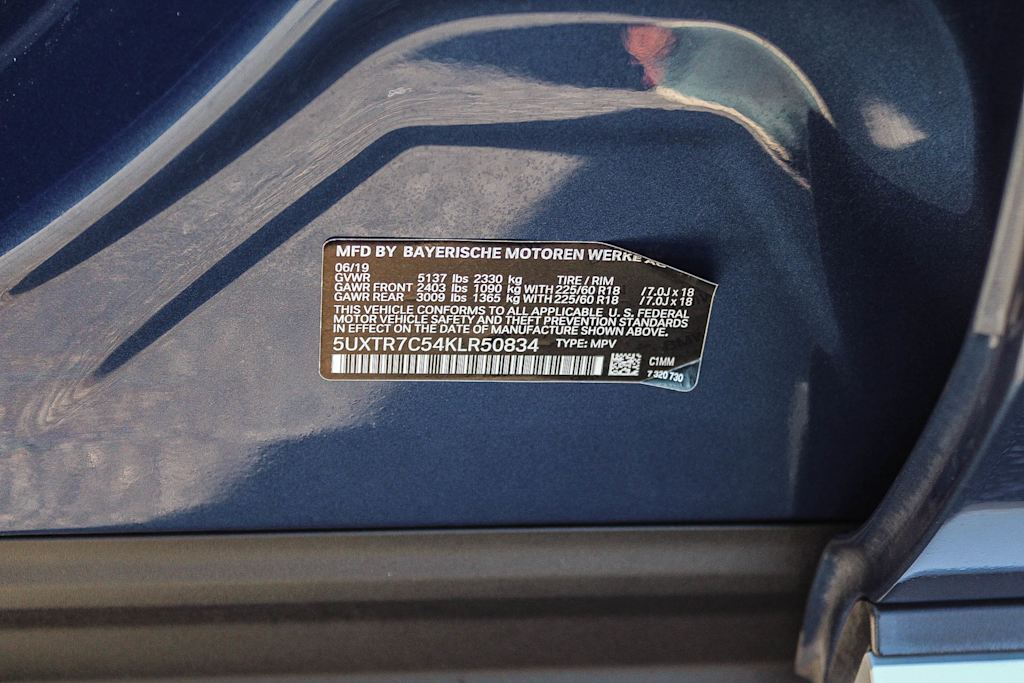 MFD BY BAYERISCHE MOTOREN WERKE AG
06/19
GVWR 5137 lbs 2330 kg TIRE / RIM
GAWR FRONT 2403 lbs 1090 kg WITH 225/60 R18 /7.0J x 18
GAWR REAR 3009 lbs 1365 kg WITH 225/60 R18 /7.0J x 18
THIS VEHICLE CONFORMS TO ALL APPLICABLE U. S. FEDERAL
MOTOR VEHICLE SAFETY AND THEFT PREVENTION STANDARDS
IN EFFECT ON THE DATE OF MANUFACTURE SHOWN ABOVE.
5UXTR7C54KLR50834 TYPE: MPV
C1MM
7 320 730